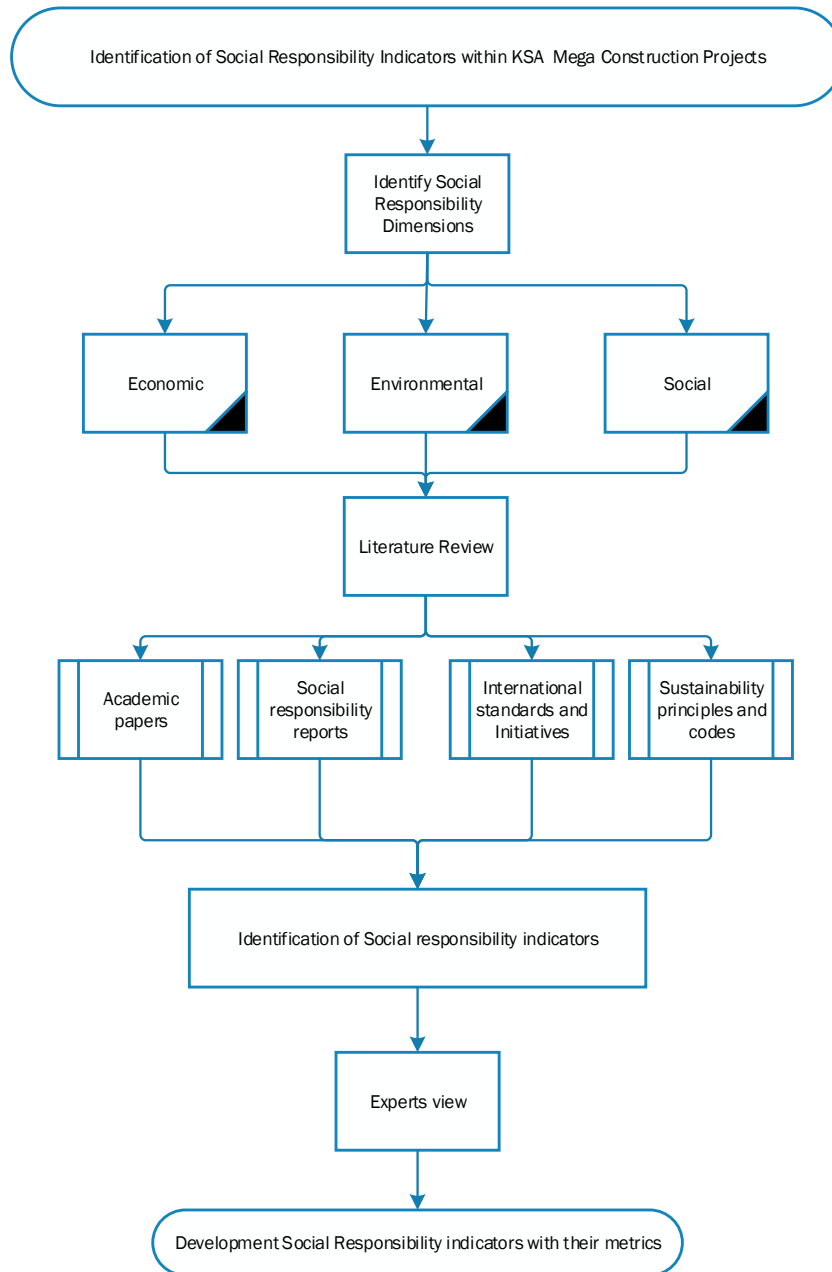 Identification of Social Responsibility Indicators within KSA Mega Construction Projects
Identify Social
Responsibility
Dimensions
Economic
Environmental
Social
Literature Review
Academic
papers
Social
responsibility
reports
International
standards and
Initiatives
Sustainability
principles and
codes
Identification of Social responsibility indicators
Experts view
Development Social Responsibility indicators with their metrics